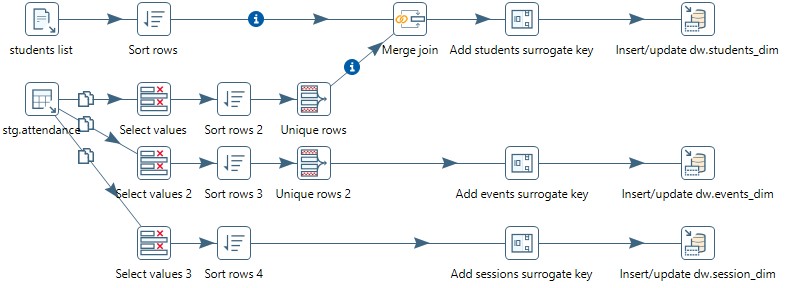 students list
Sort rows
Merge join
Add students surrogate key
Insert/update dw.students_dim
stg.attendance
Select values
Sort rows 2
Unique rows
Select values 2
Sort rows 3
Unique rows 2
Add events surrogate key
Insert/update dw.events_dim
Select values 3
Sort rows 4
Add sessions surrogate key
Insert/update dw.session_dim